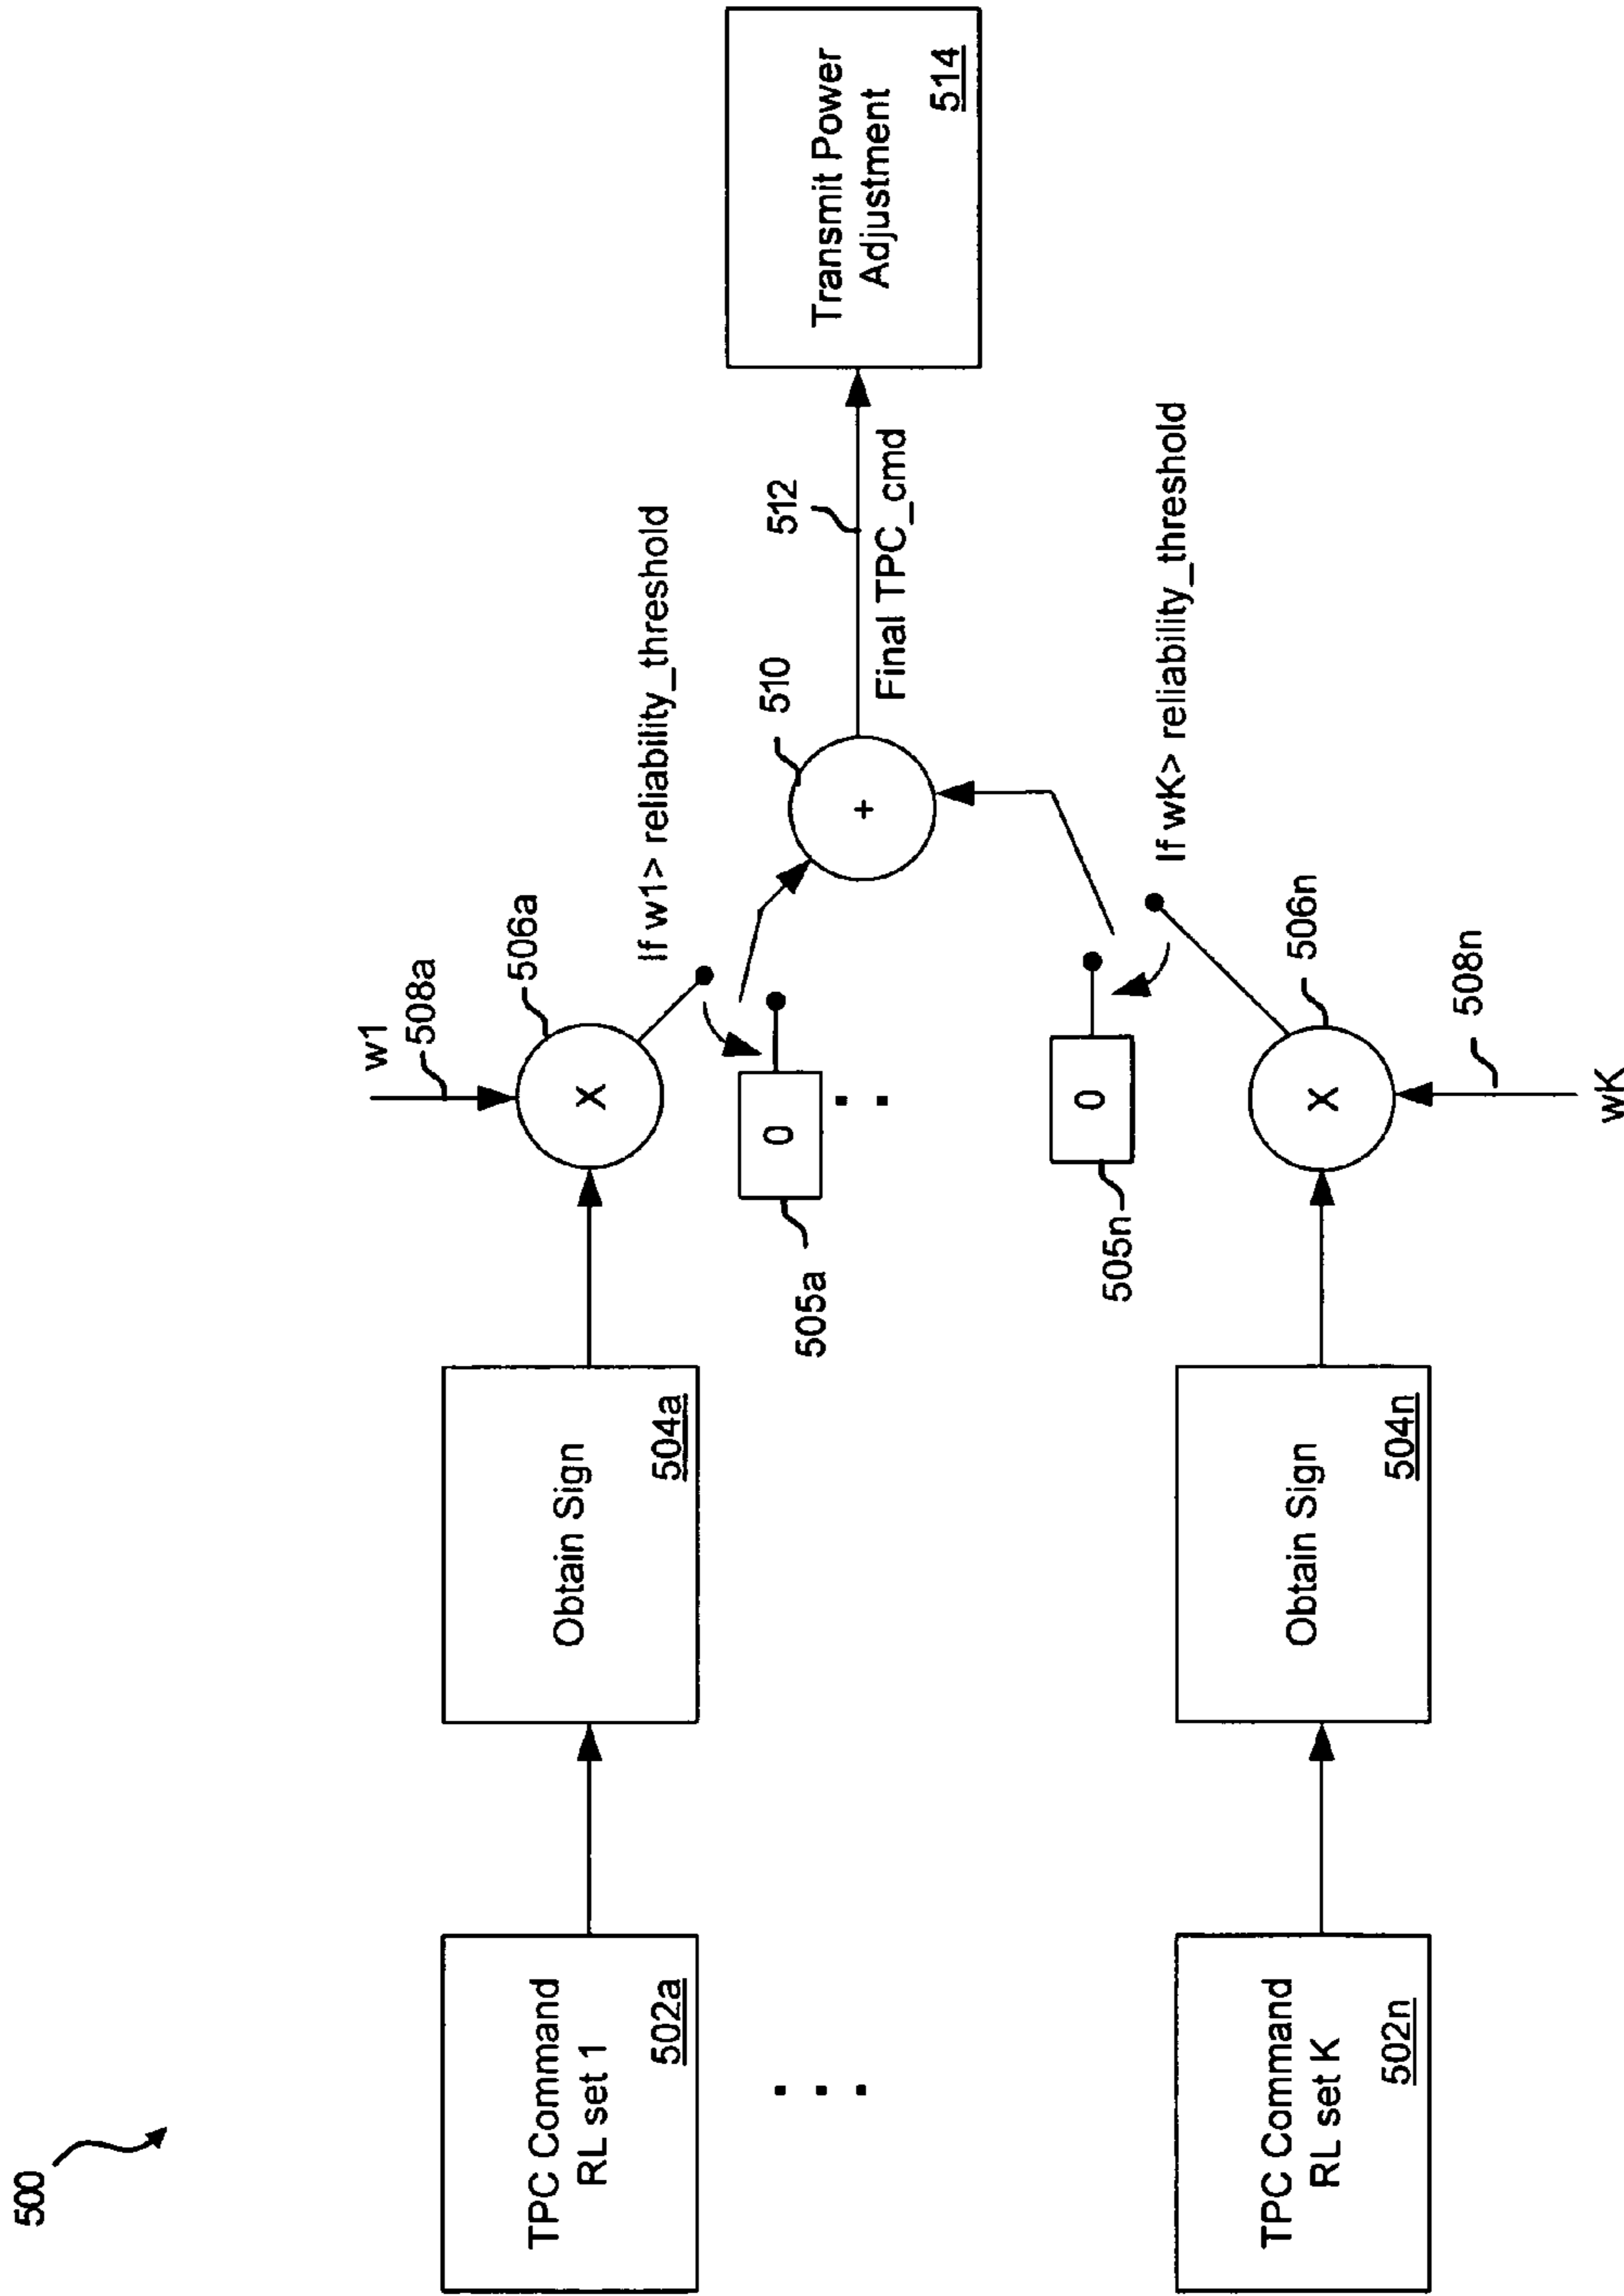 500
w1
508a
506a
TPC Command
RL set 1
502a
Obtain Sign
504a
X
If w1> reliability_threshold
0
505a
510
+
512
Final TPC_cmd
Transmit Power
Adjustment
514
0
505n
If wK> reliability_threshold
TPC Command
RL set K
502n
Obtain Sign
504n
X
506n
508n
wK